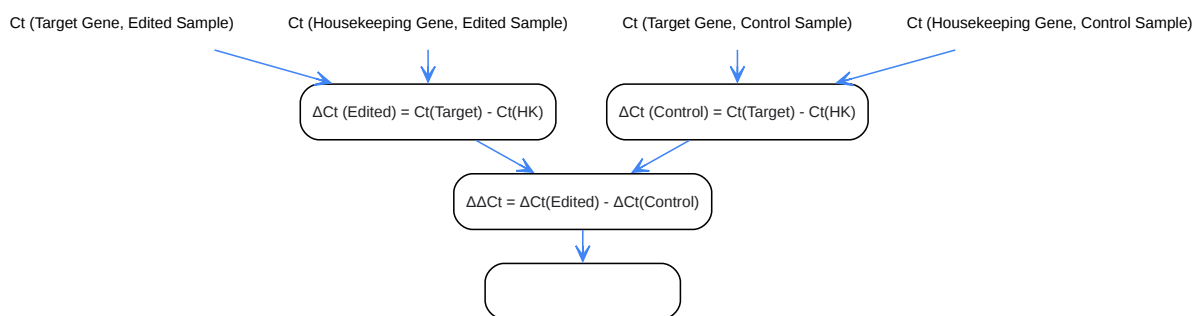 Ct (Target Gene, Edited Sample)
Ct (Housekeeping Gene, Edited Sample)
Ct (Target Gene, Control Sample)
Ct (Housekeeping Gene, Control Sample)
ΔCt (Edited) = Ct(Target) - Ct(HK)
ΔCt (Control) = Ct(Target) - Ct(HK)
ΔΔCt = ΔCt(Edited) - ΔCt(Control)